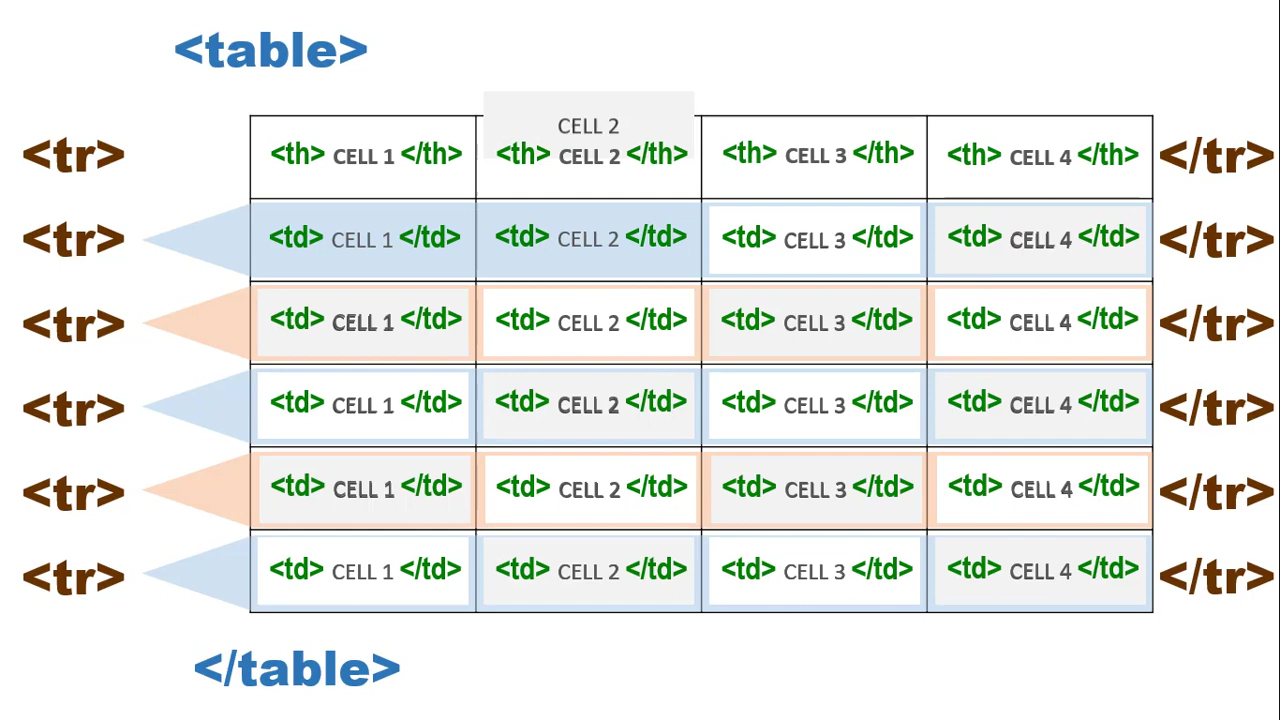 <table>
CELL 2
<tr> <th> CELL 1 </th> <th> CELL 2 </th> <th> CELL 3 </th> <th> CELL 4 </th> </tr>
<tr> <td> CELL 1 </td> <td> CELL 2 </td> <td> CELL 3 </td> <td> CELL 4 </td> </tr>
<tr> <td> CELL 1 </td> <td> CELL 2 </td> <td> CELL 3 </td> <td> CELL 4 </td> </tr>
<tr> <td> CELL 1 </td> <td> CELL 2 </td> <td> CELL 3 </td> <td> CELL 4 </td> </tr>
<tr> <td> CELL 1 </td> <td> CELL 2 </td> <td> CELL 3 </td> <td> CELL 4 </td> </tr>
<tr> <td> CELL 1 </td> <td> CELL 2 </td> <td> CELL 3 </td> <td> CELL 4 </td> </tr>
</table>